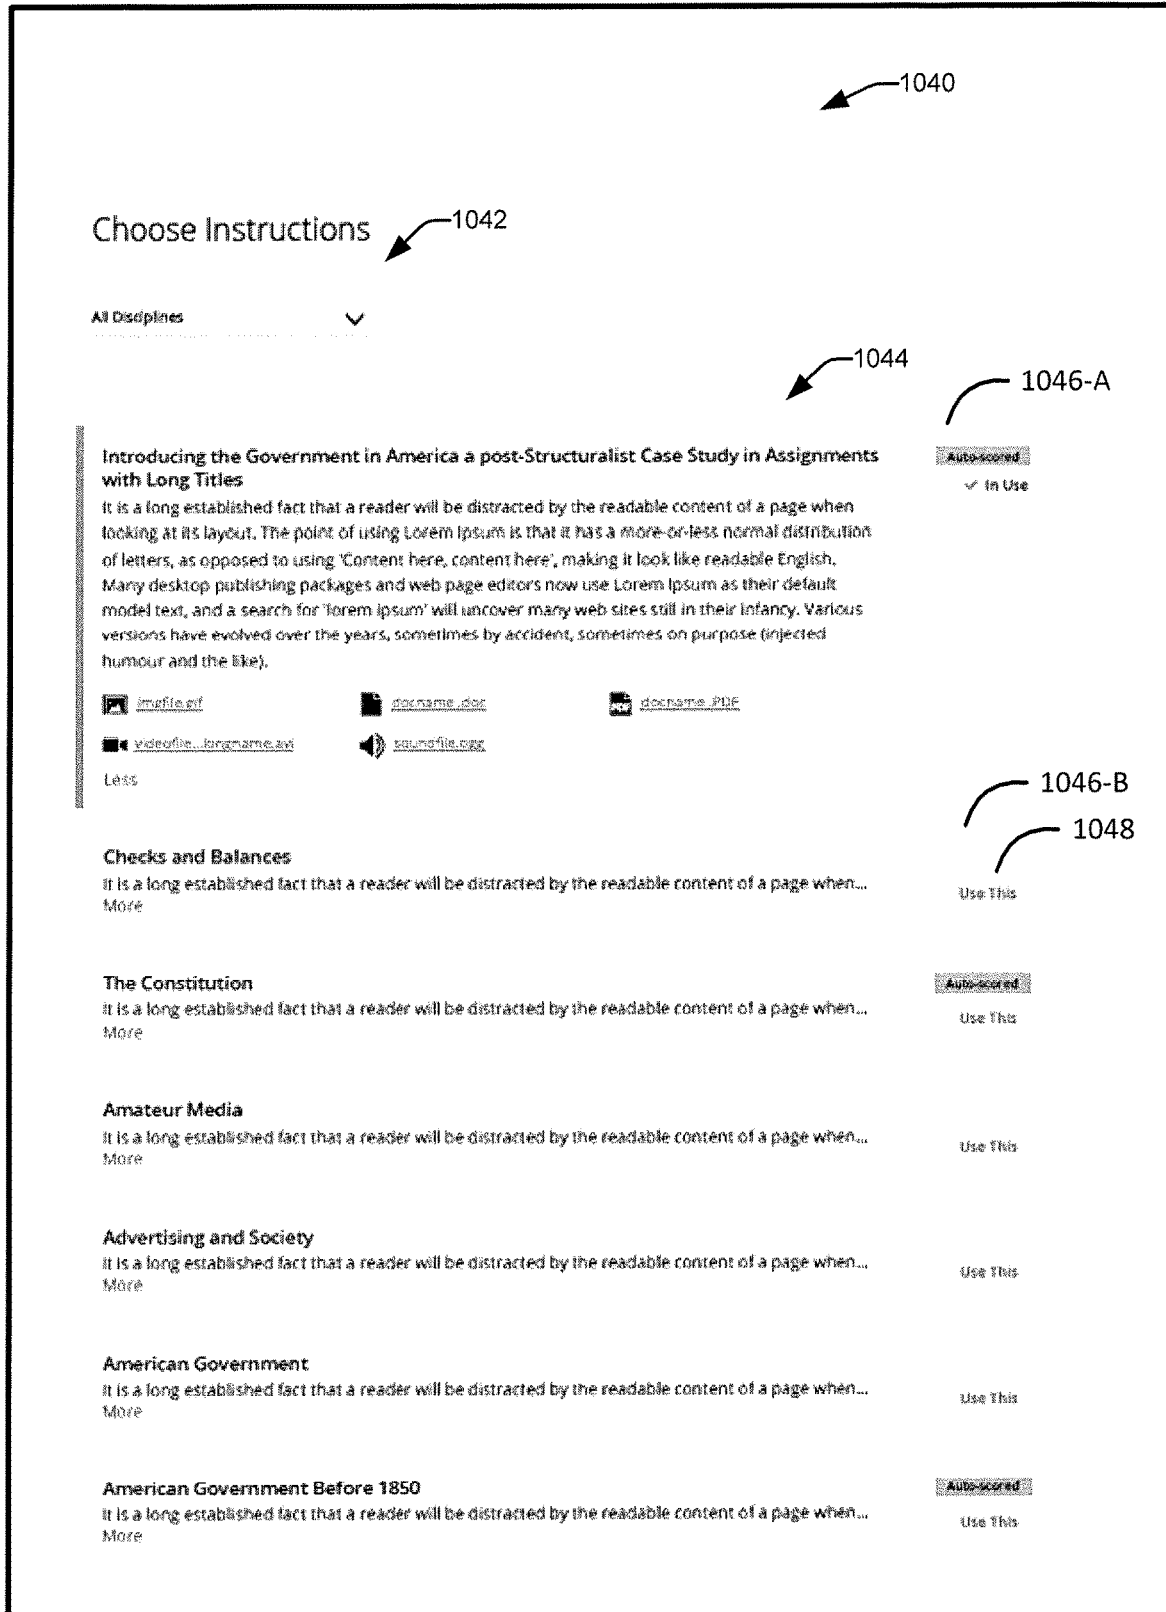 1040
Choose Instructions
1042
All Disciplines
1044
1046-A
Introducing the Government in America a post-Structuralist Case Study in Assignments
with Long Titles
Auto-scored
In Use
It is a long established fact that a reader will be distracted by the readable content of a page when
looking at its layout. The point of using Lorem Ipsum is that it has a more-or-less normal distribution
of letters, as opposed to using 'Content here, content here', making it look like readable English.
Many desktop publishing packages and web page editors now use Lorem Ipsum as their default
model text, and a search for 'lorem ipsum' will uncover many web sites still in their infancy. Various
versions have evolved over the years, sometimes by accident, sometimes on purpose (injected
humour and the like).
imgfile.gif
docname .doc
PDF docname .PDF
videofile...longname.avi
soundfile.ogg
Less
1046-B
1048
Checks and Balances
It is a long established fact that a reader will be distracted by the readable content of a page when...
More
Use This
The Constitution
Auto-scored
It is a long established fact that a reader will be distracted by the readable content of a page when...
More
Use This
Amateur Media
It is a long established fact that a reader will be distracted by the readable content of a page when...
More
Use This
Advertising and Society
It is a long established fact that a reader will be distracted by the readable content of a page when...
More
Use This
American Government
It is a long established fact that a reader will be distracted by the readable content of a page when...
More
Use This
American Government Before 1850
Auto-scored
It is a long established fact that a reader will be distracted by the readable content of a page when...
More
Use This